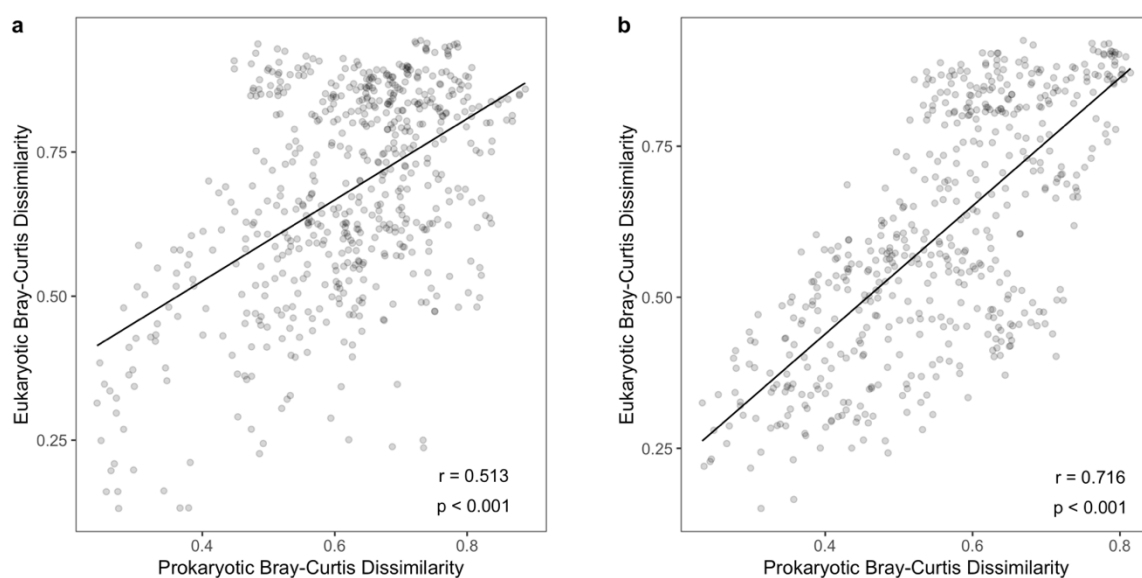 a
Eukaryotic Bray-Curtis Dissimilarity
0.75
0.50
0.25
r = 0.513
p < 0.001
0.4 0.6 0.8
Prokaryotic Bray-Curtis Dissimilarity
b
Eukaryotic Bray-Curtis Dissimilarity
0.75
0.50
0.25
r = 0.716
p < 0.001
0.4 0.6 0.8
Prokaryotic Bray-Curtis Dissimilarity